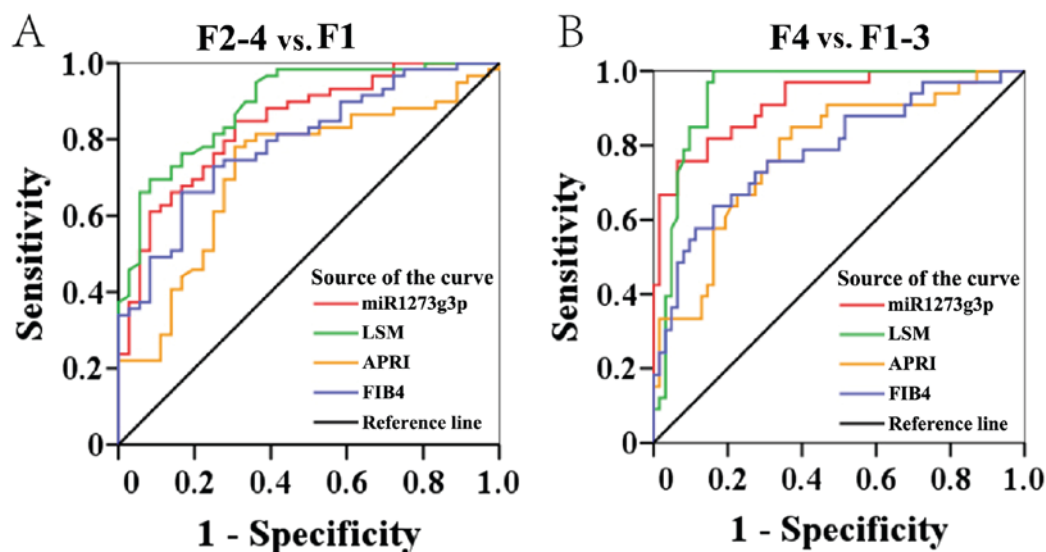 A
F2-4 vs. F1
1.0
0.8
0.6
0.4
0.2
0
Sensitivity
Source of the curve
miR1273g3p
LSM
APRI
FIB4
Reference line
0 0.2 0.4 0.6 0.8 1.0
1 - Specificity
B
F4 vs. F1-3
1.0
0.8
0.6
0.4
0.2
0
Sensitivity
Source of the curve
miR1273g3p
LSM
APRI
FIB4
Reference line
0 0.2 0.4 0.6 0.8 1.0
1 - Specificity